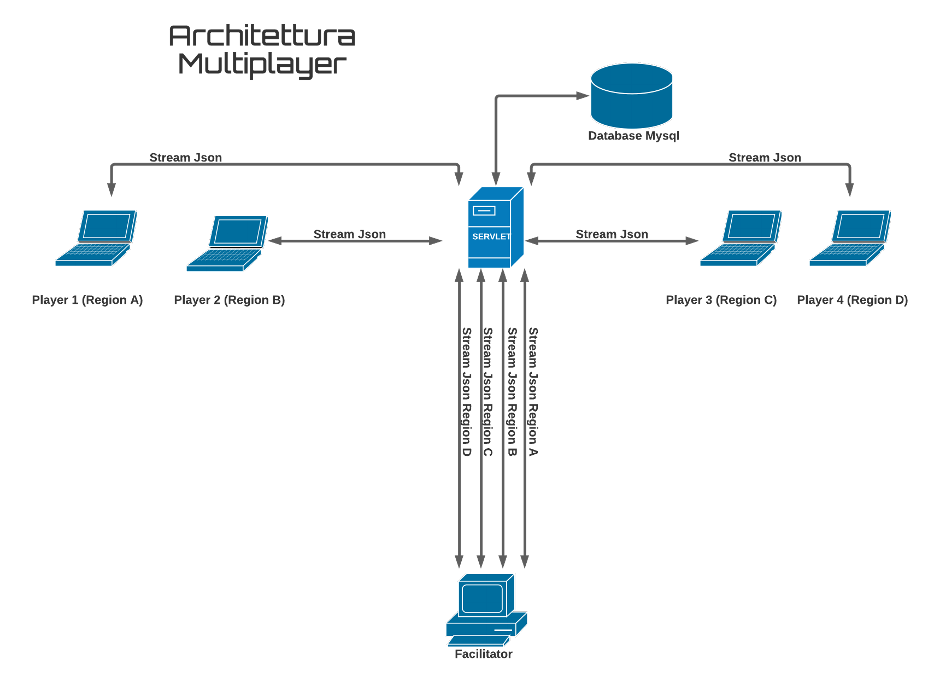 Architettura
Multiplayer
Database Mysql
Stream Json
Stream Json
SERVLET
Stream Json
Stream Json
Player 1 (Region A)
Player 2 (Region B)
Player 3 (Region C)
Player 4 (Region D)
Stream Json Region D
Stream Json Region C
Stream Json Region B
Stream Json Region A
Facilitator